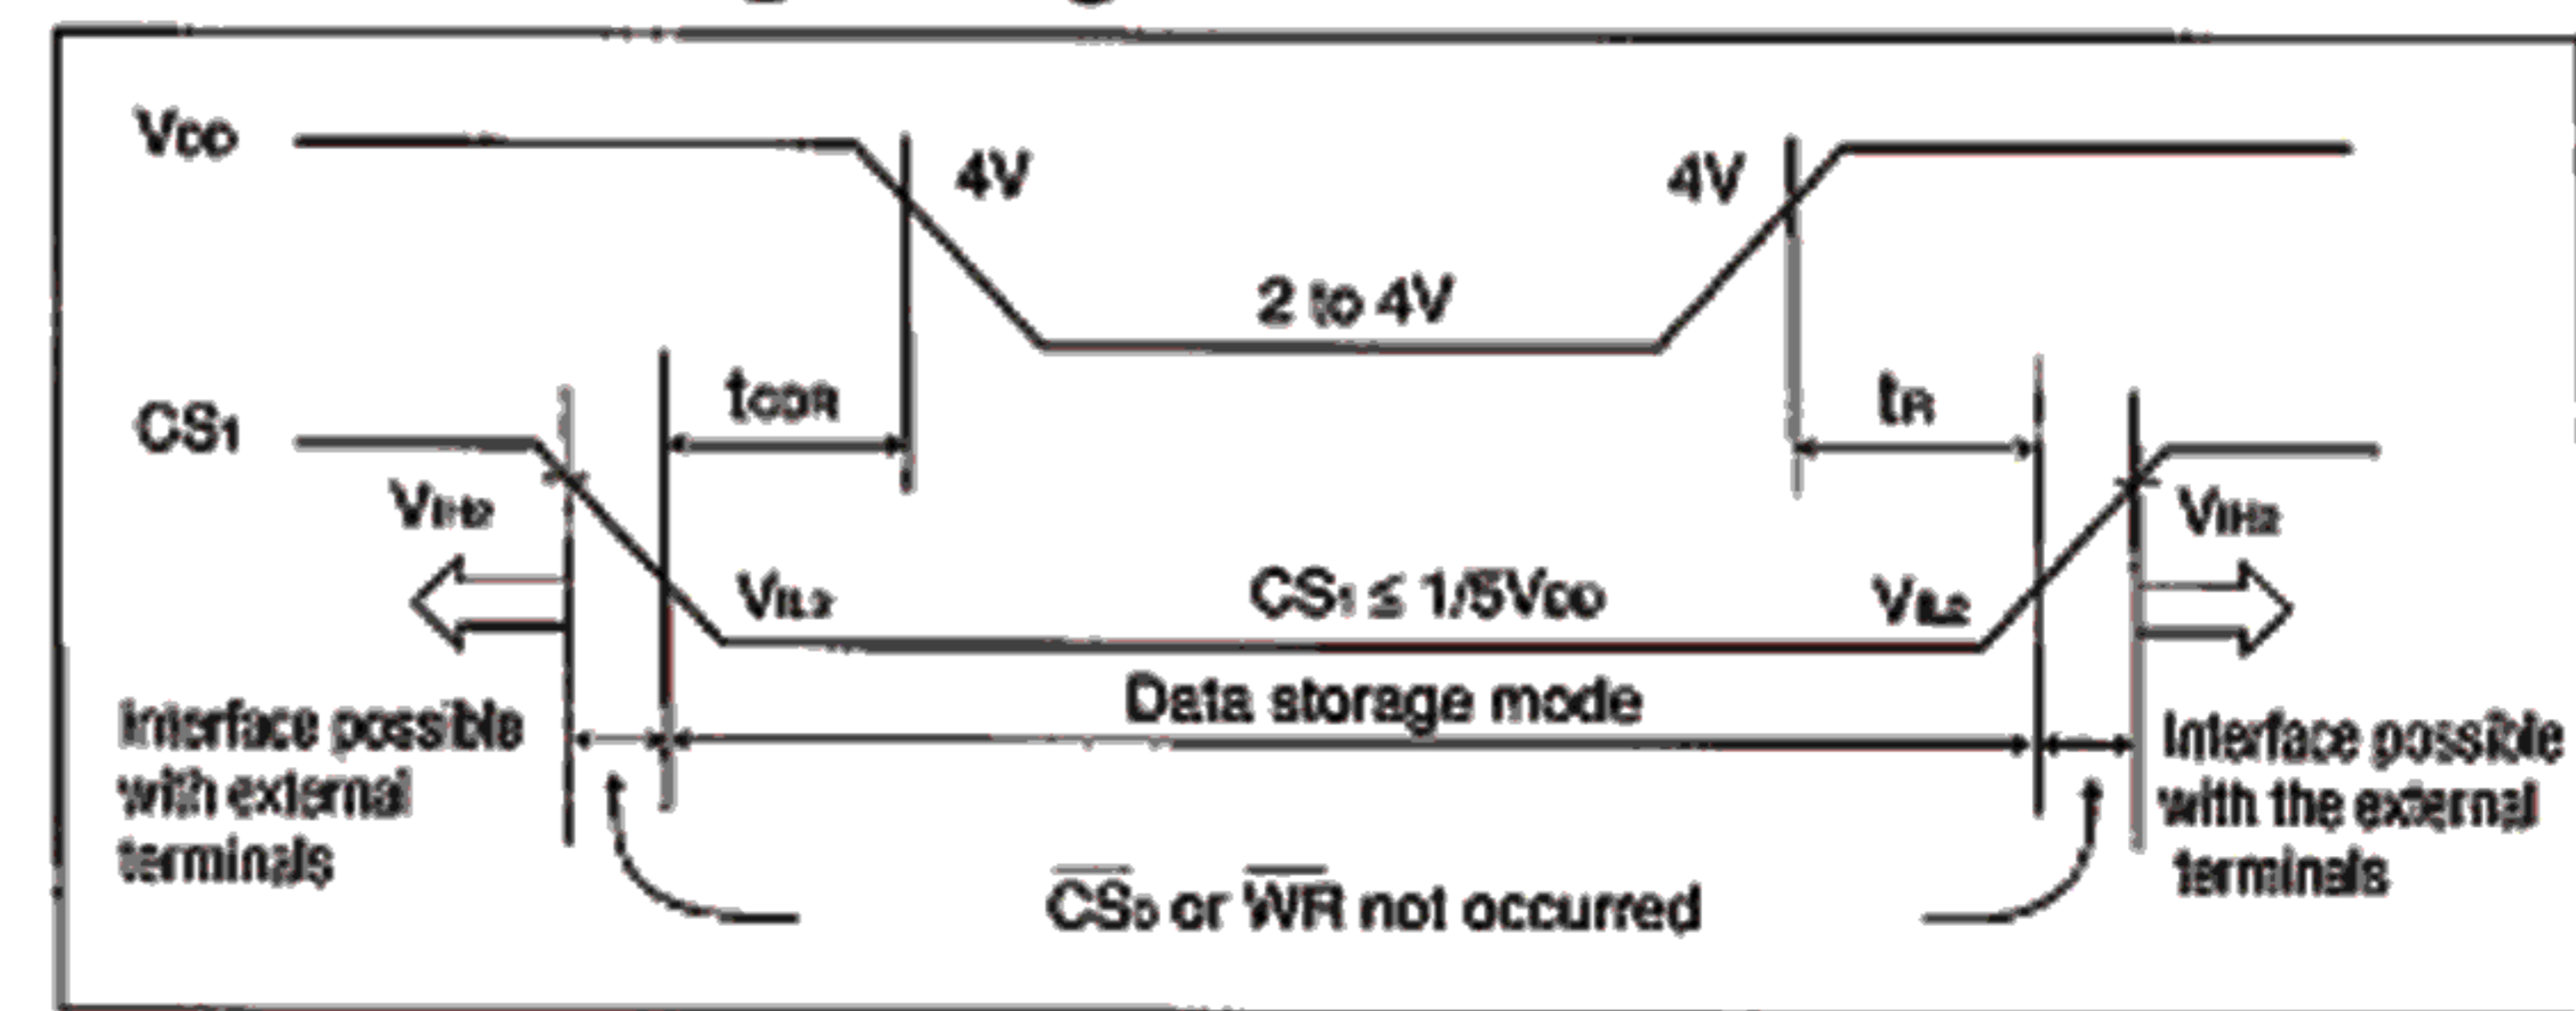 VDD
4V
4V
2 to 4V
tCDR
tR
CS1
VIH2
VIH2
VIL2
CS1 ≤ 1/5VDD
VIL2
Data storage mode
Interface possible
with external
terminals
Interface possible
with the external
terminals
CS0 or WR not occurred